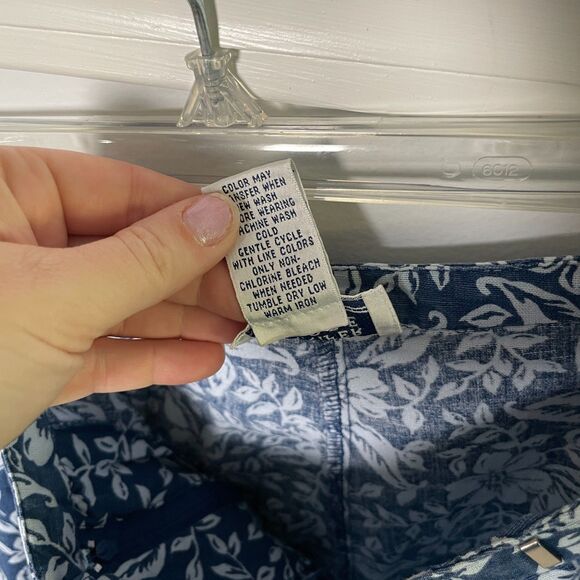 COLOR MAY
TRANSFER WHEN
NEW WASH
BEFORE WEARING
MACHINE WASH
COLD
GENTLE CYCLE
WITH LIKE COLORS
ONLY NON-
CHLORINE BLEACH
WHEN NEEDED
TUMBLE DRY LOW
WARM IRON
6012